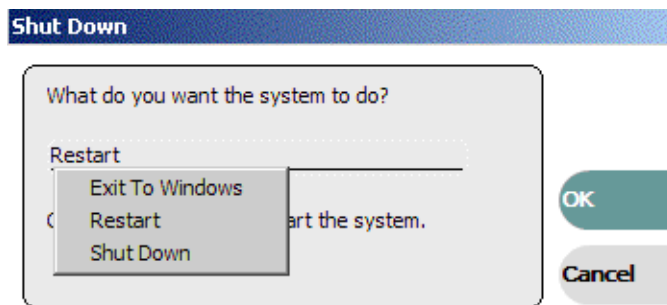 Shut Down
What do you want the system to do?
Restart
Exit To Windows
Restart
Shut Down
art the system.
OK
Cancel